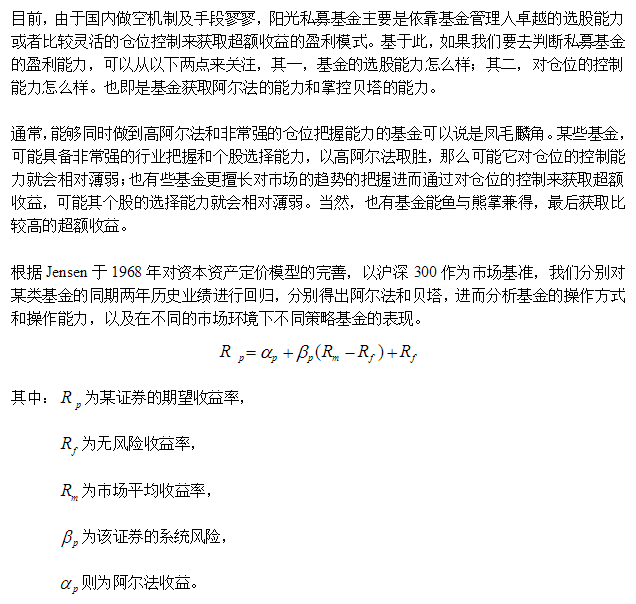 目前，由于国内做空机制及手段寥寥，阳光私募基金主要是依靠基金管理人卓越的选股能力
或者比较灵活的仓位控制来获取超额收益的盈利模式。基于此，如果我们要去判断私募基金
的盈利能力，可以从以下两点来关注，其一，基金的选股能力怎么样；其二，对仓位的控制
能力怎么样。也即是基金获取阿尔法的能力和掌控贝塔的能力。
通常，能够同时做到高阿尔法和非常强的仓位把握能力的基金可以说是凤毛麟角。某些基金，
可能具备非常强的行业把握和个股选择能力，以高阿尔法取胜，那么可能它对仓位的控制能
力就会相对薄弱；也有些基金更擅长对市场的趋势的把握进而通过对仓位的控制来获取超额
收益，可能其个股的选择能力就会相对薄弱。当然，也有基金能鱼与熊掌兼得，最后获取比
较高的超额收益。
根据 Jensen 于 1968 年对资本资产定价模型的完善，以沪深 300 作为市场基准，我们分别对
某类基金的同期两年历史业绩进行回归，分别得出阿尔法和贝塔，进而分析基金的操作方式
和操作能力，以及在不同的市场环境下不同策略基金的表现。
R p = αp + βp(Rm − Rf) + Rf
其中：R p 为某证券的期望收益率，
Rf 为无风险收益率，
Rm 为市场平均收益率，
βp 为该证券的系统风险，
αp 则为阿尔法收益。